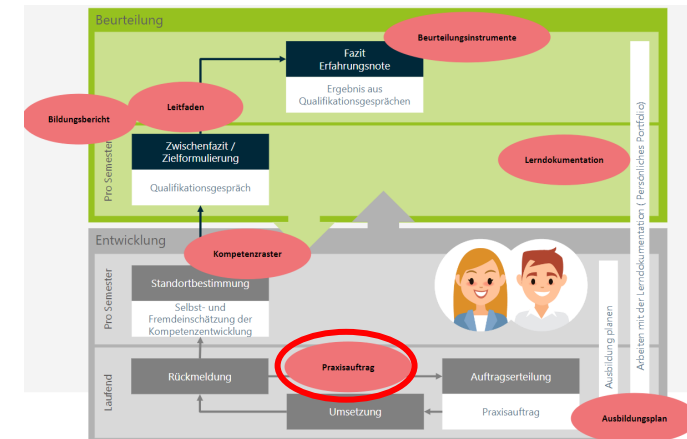 Beurteilung
Beurteilungsinstrumente
Fazit
Erfahrungsnote
Ergebnis aus
Qualifikationsgesprächen
Leitfaden
Bildungsbericht
Pro Semester
Zwischenfazit /
Zielformulierung
Qualifikationsgespräch
Lerndokumentation
Arbeiten mit der Lerndokumentation ( Persönliches Portfolio)
Entwicklung
Kompetenzraster
Pro Semester
Standortbestimmung
Selbst- und
Fremdeinschätzung der
Kompetenzentwicklung
Ausbildung planen
Laufend
Rückmeldung
Praxisauftrag
Auftragserteilung
Umsetzung
Praxisauftrag
Ausbildungsplan